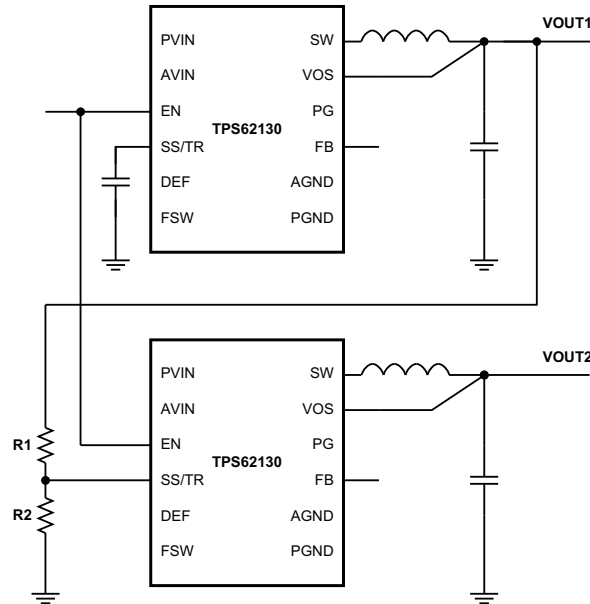 VOUT1
PVIN SW
AVIN VOS
EN PG
TPS62130
SS/TR FB
DEF AGND
FSW PGND
VOUT2
PVIN SW
AVIN VOS
R1 EN PG
TPS62130
SS/TR FB
R2 DEF AGND
FSW PGND